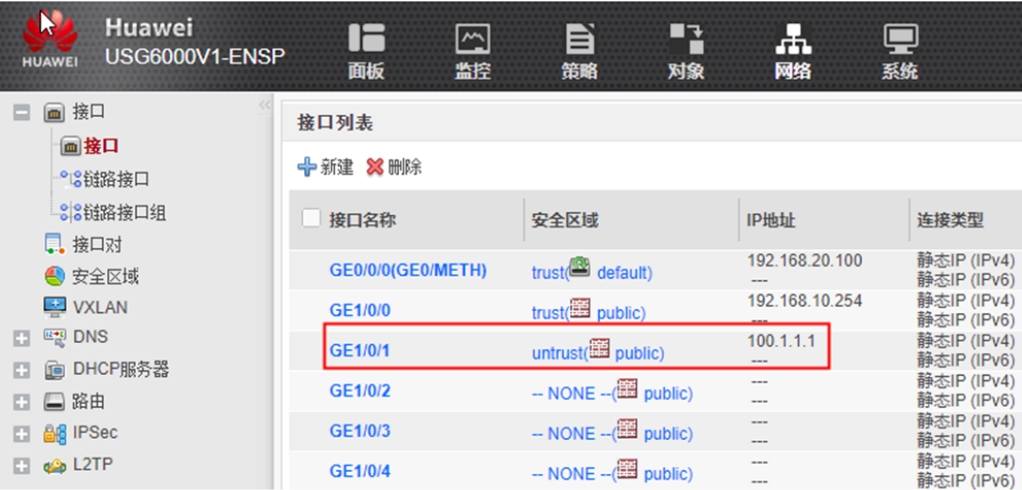 HUAWEI
Huawei
USG6000V1-ENSP
面板
监控
策略
对象
网络
系统
接口
接口
链路接口
链路接口组
接口对
安全区域
VXLAN
DNS
DHCP服务器
路由
IPSec
L2TP
接口列表
新建 删除
接口名称 安全区域 IP地址 连接类型
GE0/0/0(GE0/METH) trust( default) 192.168.20.100 静态IP (IPv4)
--- 静态IP (IPv6)
GE1/0/0 trust( public) 192.168.10.254 静态IP (IPv4)
--- 静态IP (IPv6)
GE1/0/1 untrust( public) 100.1.1.1 静态IP (IPv4)
--- 静态IP (IPv6)
GE1/0/2 -- NONE --( public) --- 静态IP (IPv4)
--- 静态IP (IPv6)
GE1/0/3 -- NONE --( public) --- 静态IP (IPv4)
--- 静态IP (IPv6)
GE1/0/4 -- NONE --( public) --- 静态IP (IPv4)
--- 静态IP (IPv6)